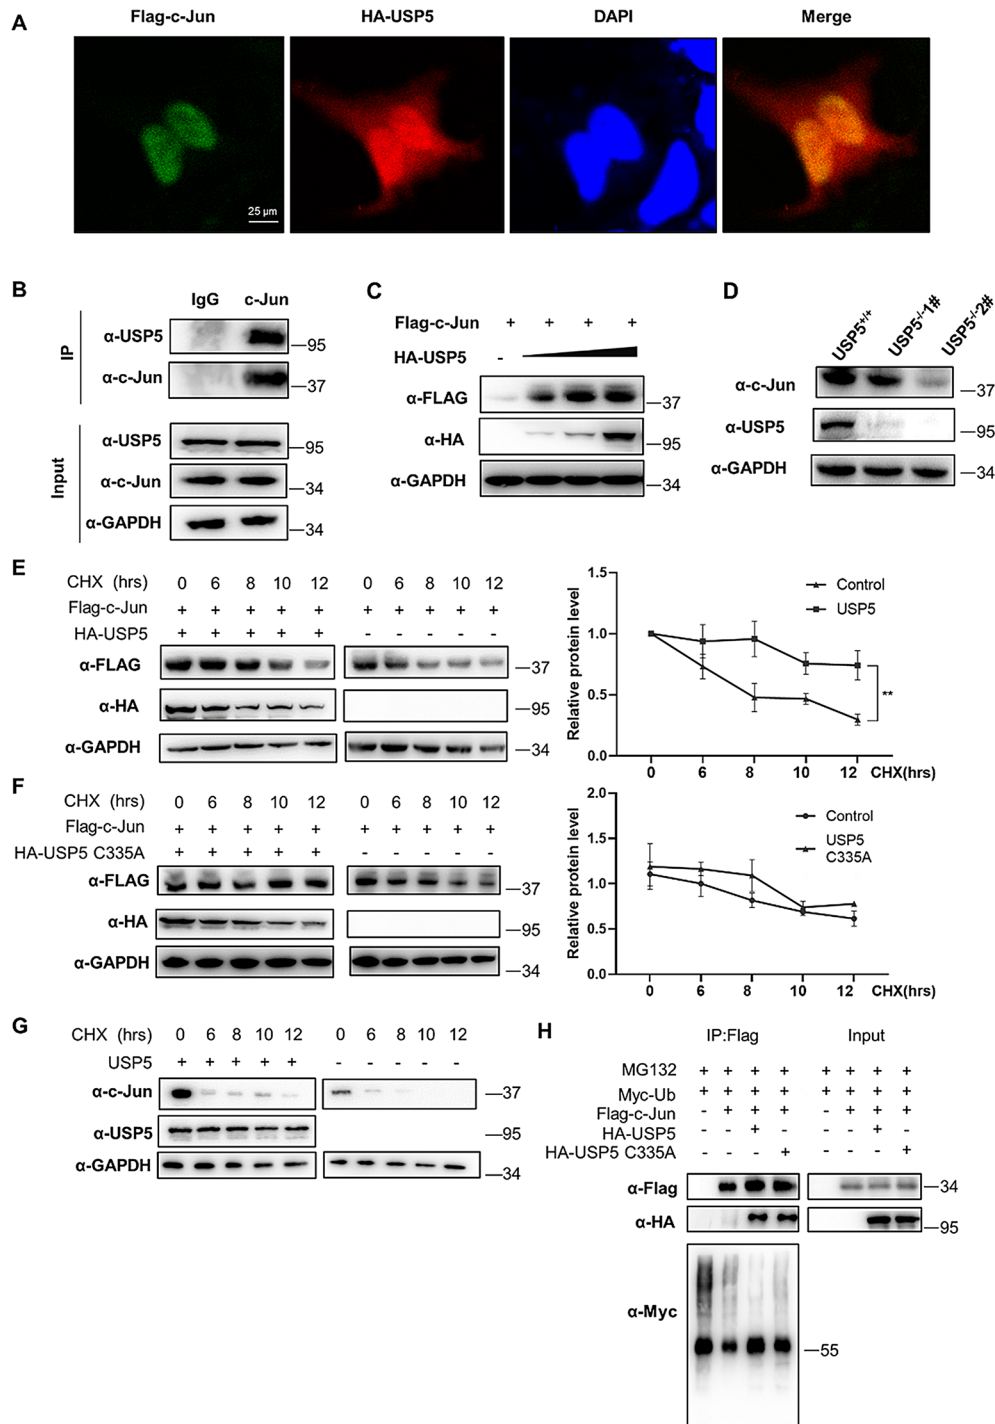 A
Flag-c-Jun HA-USP5 DAPI Merge
25 μm
B
IgG c-Jun
IP
α-USP5
95
α-c-Jun
37
Input
α-USP5
95
α-c-Jun
34
α-GAPDH
34
C
Flag-c-Jun + + + +
HA-USP5 -
α-FLAG
37
α-HA
95
α-GAPDH
34
D
USP5+/+ USP5-/-1# USP5-/-2#
α-c-Jun
37
α-USP5
95
α-GAPDH
34
E
CHX (hrs) 0 6 8 10 12 0 6 8 10 12
Flag-c-Jun + + + + + + + + + +
HA-USP5 + + + + + - - - - -
α-FLAG
37
α-HA
95
α-GAPDH
34
Relative protein level
1.5
1.0
0.5
0.0
Control
USP5
**
0 6 8 10 12 CHX(hrs)
F
CHX (hrs) 0 6 8 10 12 0 6 8 10 12
Flag-c-Jun + + + + + + + + + +
HA-USP5 C335A + + + + + - - - - -
α-FLAG
37
α-HA
95
α-GAPDH
34
Relative protein level
2.0
1.5
1.0
0.5
0.0
Control
USP5
C335A
0 6 8 10 12 CHX(hrs)
G
CHX (hrs) 0 6 8 10 12 0 6 8 10 12
USP5 + + + + + - - - - -
α-c-Jun
37
α-USP5
95
α-GAPDH
34
H
IP:Flag Input
MG132 + + + + + + + +
Myc-Ub + + + + + + + +
Flag-c-Jun - + + + - + + +
HA-USP5 - - + - - - + -
HA-USP5 C335A - - - + - - - +
α-Flag
34
α-HA
95
α-Myc
55